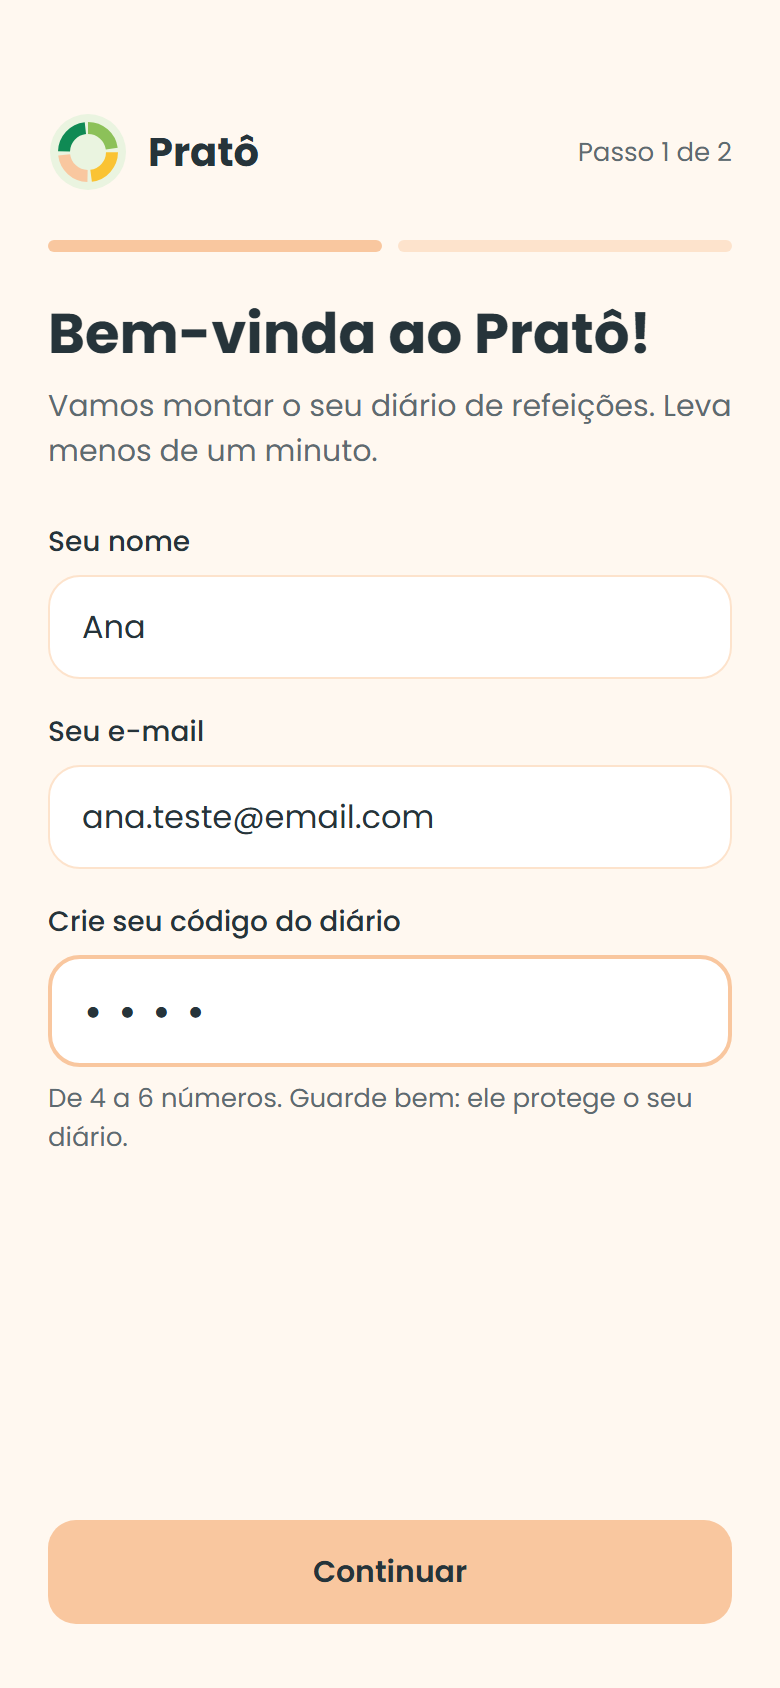 Pratô
Passo 1 de 2
Bem-vinda ao Pratô!
Vamos montar o seu diário de refeições. Leva
menos de um minuto.
Seu nome
Ana
Seu e-mail
ana.teste@email.com
Crie seu código do diário
••••
De 4 a 6 números. Guarde bem: ele protege o seu
diário.
Continuar